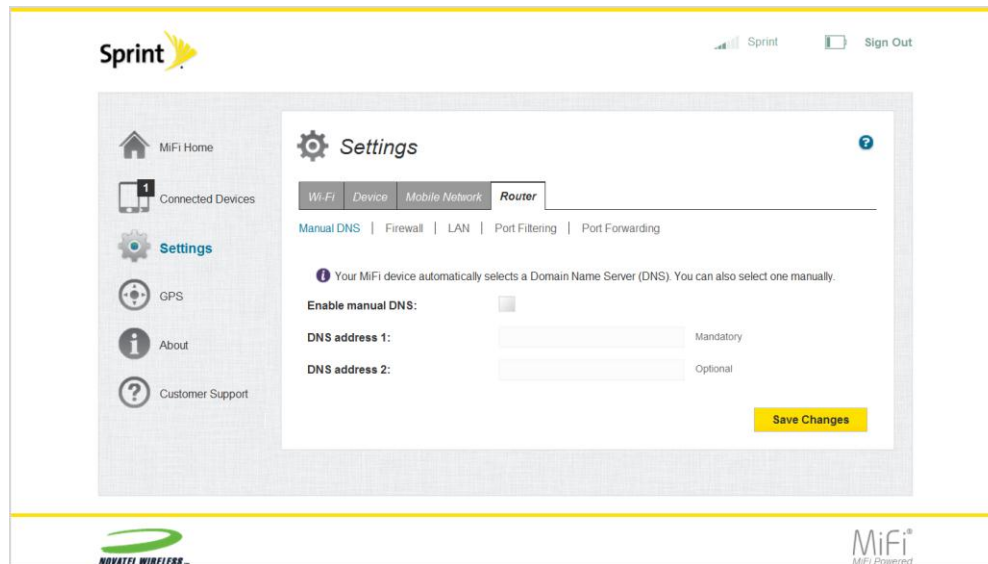 Sprint
Sprint
Sign Out
MiFi Home
1
Connected Devices
Settings
GPS
About
Customer Support
Settings
Wi-Fi Device Mobile Network Router
Manual DNS | Firewall | LAN | Port Filtering | Port Forwarding
Your MiFi device automatically selects a Domain Name Server (DNS). You can also select one manually.
Enable manual DNS:
DNS address 1: Mandatory
DNS address 2: Optional
Save Changes
NOVATEL WIRELESS
MiFi®
MiFi Powered